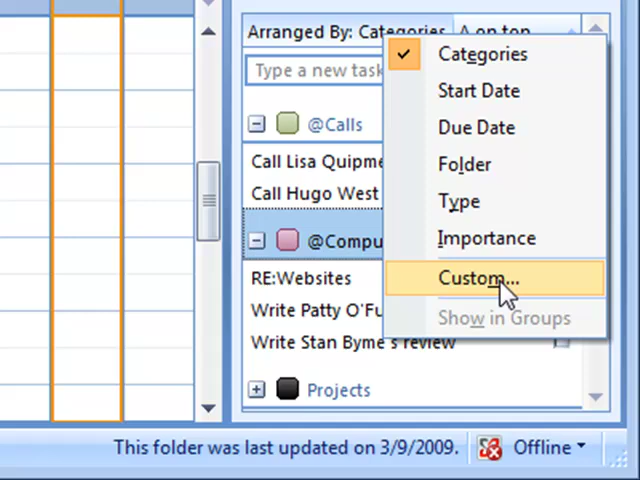 Arranged By: Categories A on top
Categories
Type a new task
Start Date
@Calls
Due Date
Call Lisa Quipme
Folder
Call Hugo West
Type
@Compu
Importance
RE:Websites
Custom...
Write Patty O'Fu
Show in Groups
Write Stan Byme's review
Projects
This folder was last updated on 3/9/2009. Offline